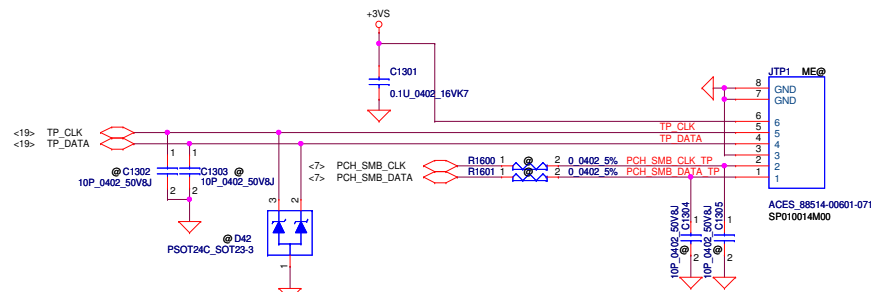 +3VS
C1301
0.1U_0402_16VK7
JTP1 ME@
8 GND
7 GND
6 6
5 5
4 4
3 3
2 2
1 1
ACES_88514-00601-071
SP010014M00
<19> TP_CLK
TP_CLK
<19> TP_DATA
TP_DATA
<7> PCH_SMB_CLK
R1600 1 @ 2 0_0402_5% PCH_SMB_CLK_TP
<7> PCH_SMB_DATA
R1601 1 @ 2 0_0402_5% PCH_SMB_DATA_TP
1 1
@ C1302
10P_0402_50V8J
C1303 @
10P_0402_50V8J
2 2
3 2
@ D42
PSOT24C_SOT23-3
1
10P_0402_50V8J
@ C1304
1 2
10P_0402_50V8J
@ C1305
1 2